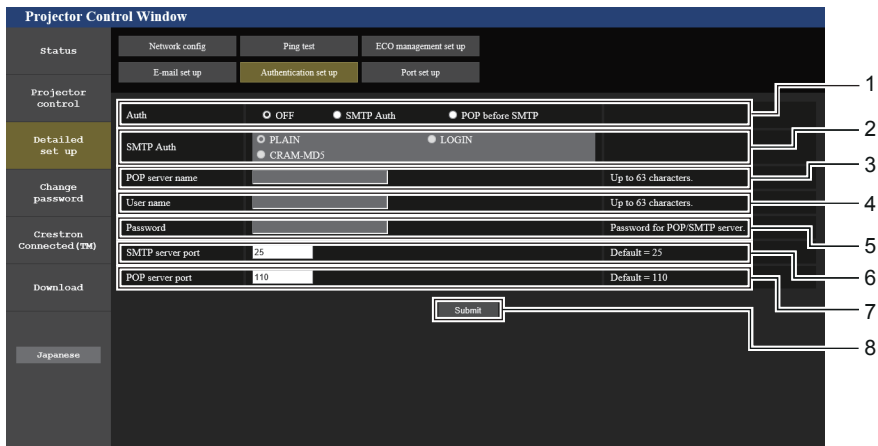 Projector Control Window
Status
Network config
Ping test
ECO management set up
E-mail set up
Authentication set up
Port set up
Projector
control
Detailed
set up
Change
password
Crestron
Connected(TM)
Download
Japanese
Auth
OFF
SMTP Auth
POP before SMTP
1
SMTP Auth
PLAIN
LOGIN
CRAM-MD5
2
POP server name
Up to 63 characters.
3
User name
Up to 63 characters.
4
Password
Password for POP/SMTP server.
5
SMTP server port
25
Default = 25
6
POP server port
110
Default = 110
7
Submit
8